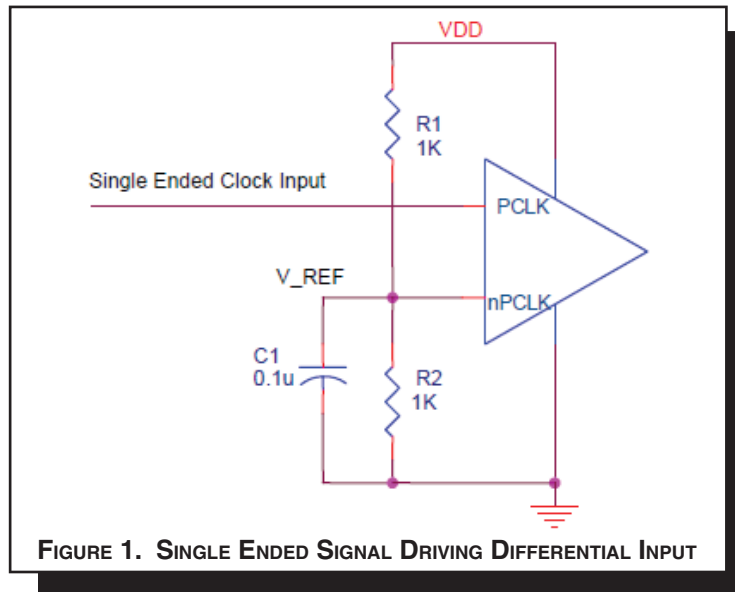 VDD
R1
1K
Single Ended Clock Input
PCLK
V_REF
nPCLK
C1
0.1u
R2
1K
FIGURE 1. SINGLE ENDED SIGNAL DRIVING DIFFERENTIAL INPUT